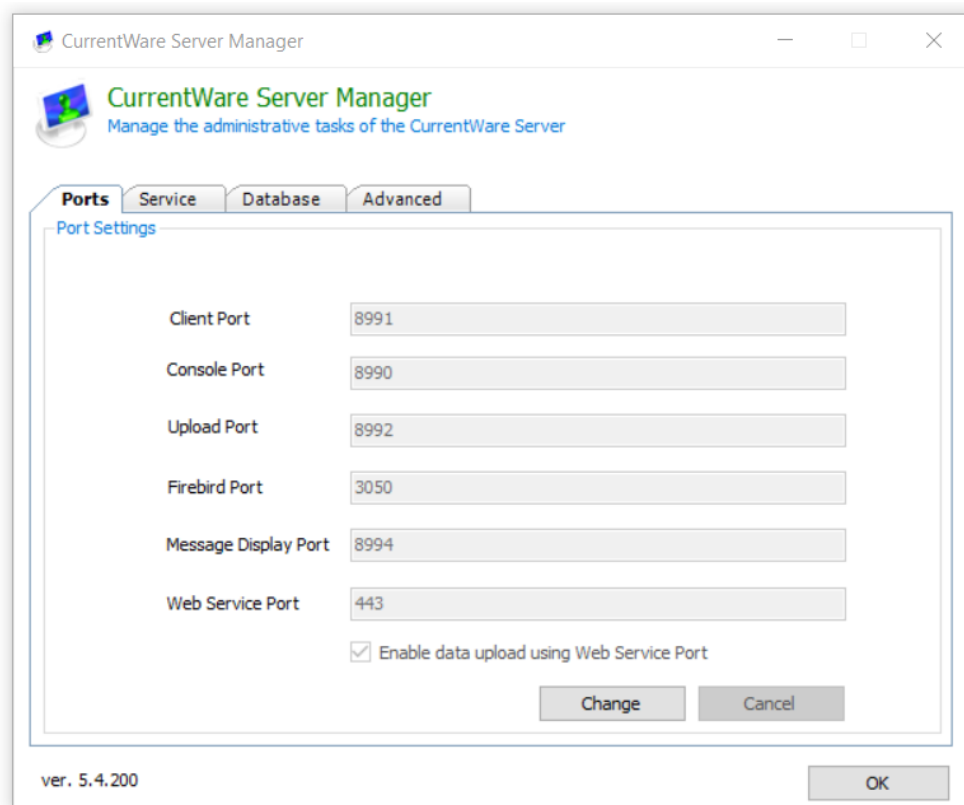 CurrentWare Server Manager
CurrentWare Server Manager
Manage the administrative tasks of the CurrentWare Server
Ports Service Database Advanced
Port Settings
Client Port 8991
Console Port 8990
Upload Port 8992
Firebird Port 3050
Message Display Port 8994
Web Service Port 443
Enable data upload using Web Service Port
Change Cancel
ver. 5.4.200 OK